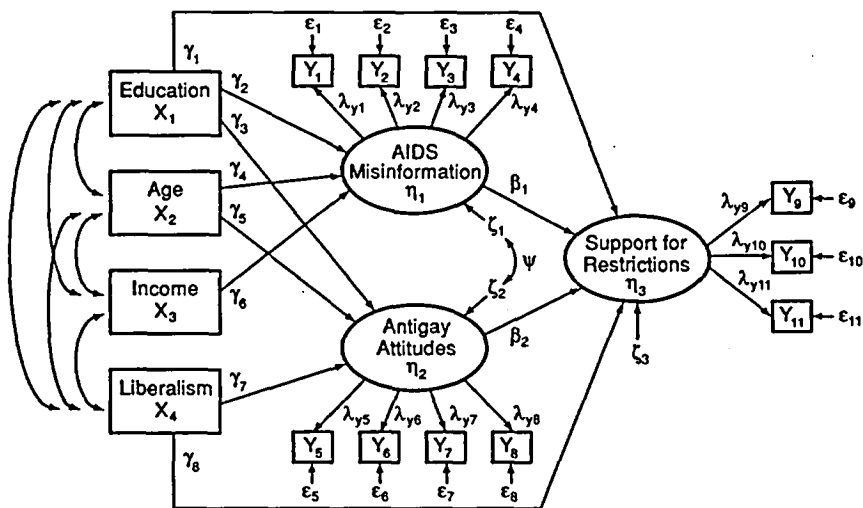 ε1 ε2 ε3 ε4
γ1
Y1 Y2 Y3 Y4
Education
X1
γ2
γ3
λy1 λy2 λy3 λy4
AIDS
Misinformation
η1
Age
X2
γ4
γ5
β1
ζ1
ψ
ζ2
Income
X3
γ6
Support for
Restrictions
η3
λy9 Y9 ε9
λy10 Y10 ε10
λy11 Y11 ε11
ζ3
Antigay
Attitudes
η2
β2
Liberalism
X4
γ7
γ8
λy5 λy6 λy7 λy8
Y5 Y6 Y7 Y8
ε5 ε6 ε7 ε8